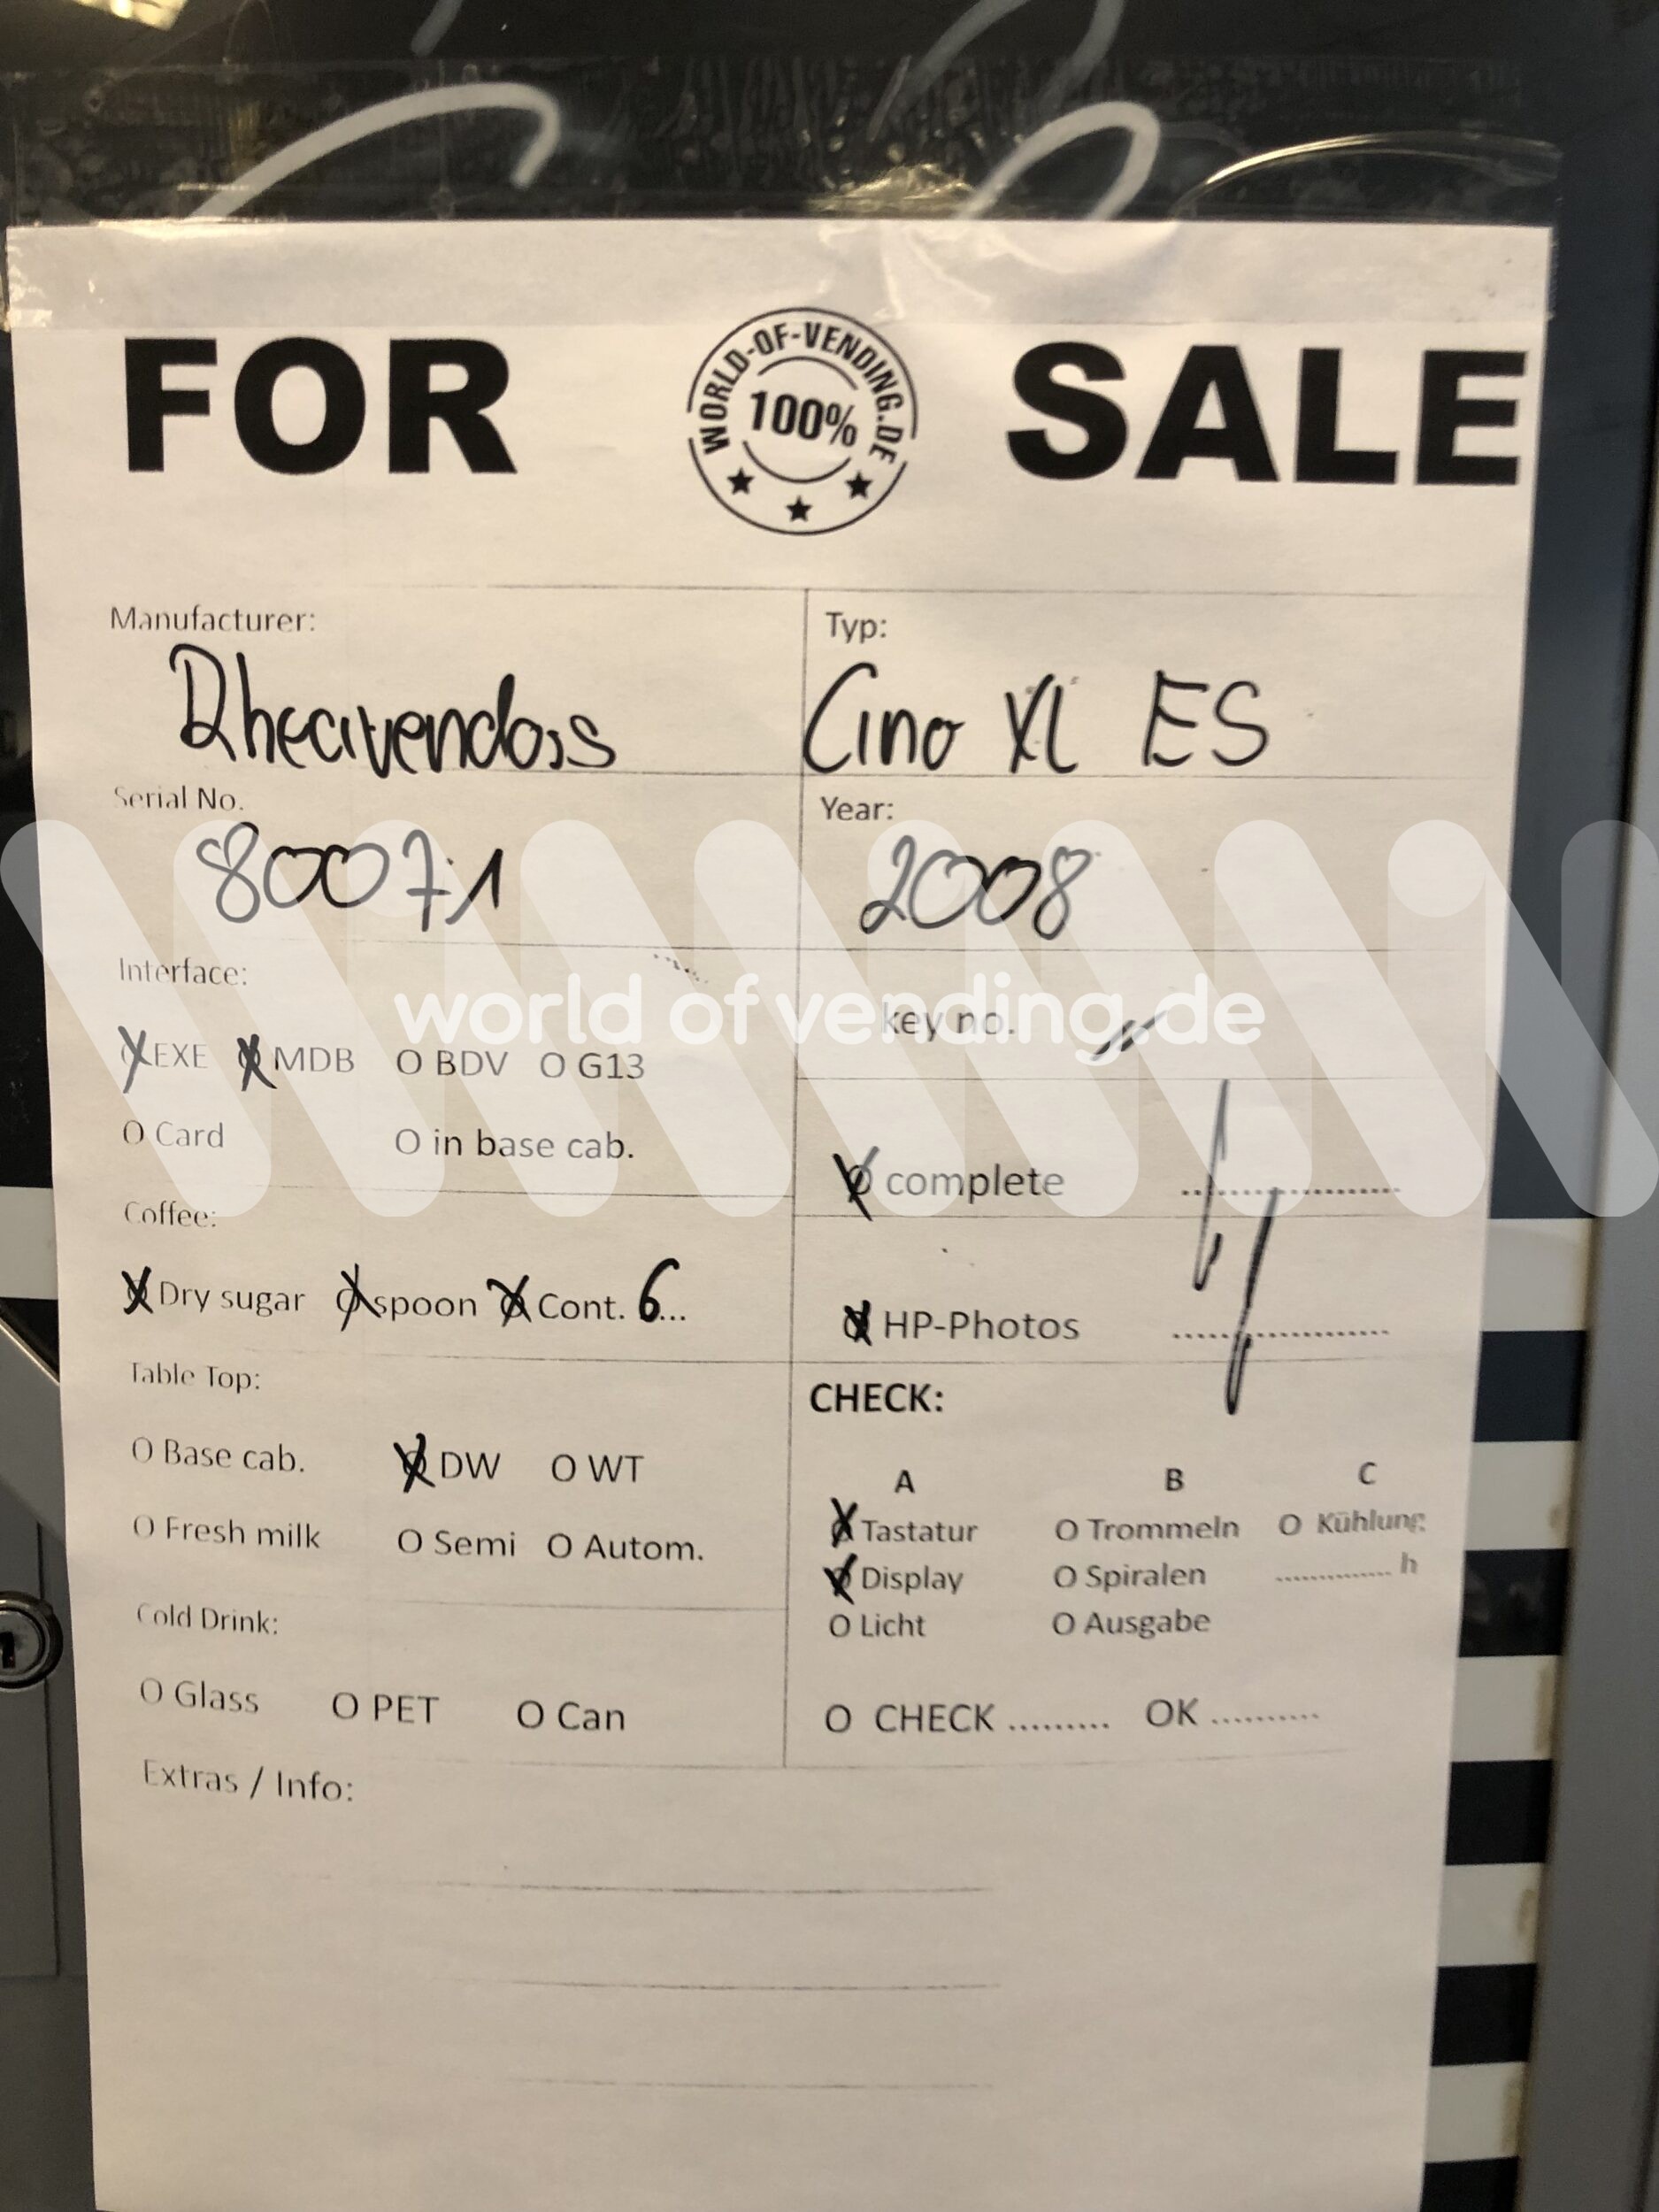 FOR SALE
WORLD-OF-VENDING.DE
100%
Manufacturer: Typ:
Rheavendors Cino XL ES
Serial No. Year:
80071 2008
Interface:
world of vending.de
key no. "
X EXE X MDB O BDV O G13
O Card O in base cab.
X complete ....................
Coffee:
X Dry sugar X spoon X Cont. 6...
X HP-Photos ....................
Table Top:
CHECK:
O Base cab. X DW O WT
A B C
O Fresh milk O Semi O Autom.
X Tastatur O Trommeln O Kühlung
X Display O Spiralen .............. h
O Licht O Ausgabe
Cold Drink:
O Glass O PET O Can
O CHECK ......... OK ..........
Extras / Info: